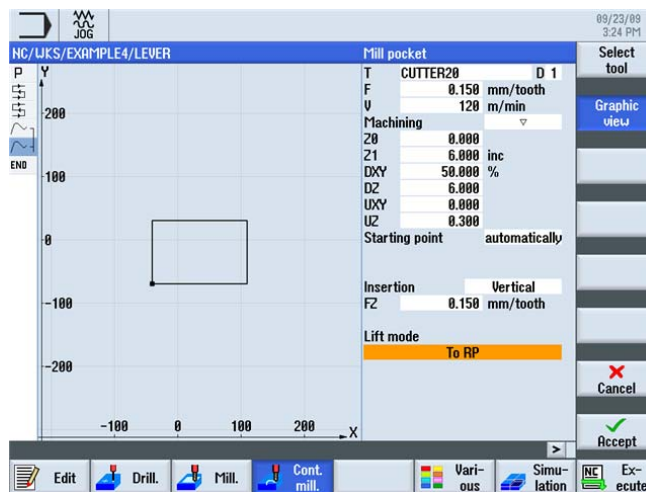 JOG
09/23/09
3:24 PM
NC/WKS/EXAMPLE4/LEVER
Mill pocket
Select
tool
P
Y
T CUTTER20 D 1
F 0.150 mm/tooth
V 120 m/min
Graphic
view
Machining ▽
200
Z0 0.000
Z1 6.000 inc
END
DXY 50.000 %
100
DZ 6.000
UXY 0.000
UZ 0.300
0
Starting point automatically
Insertion Vertical
-100
FZ 0.150 mm/tooth
Lift mode
To RP
-200
Cancel
-100 0 100 200 X
Accept
>
Edit
Drill.
Mill.
Cont.
mill.
Vari-
ous
Simu-
lation
NC Ex-
ecute